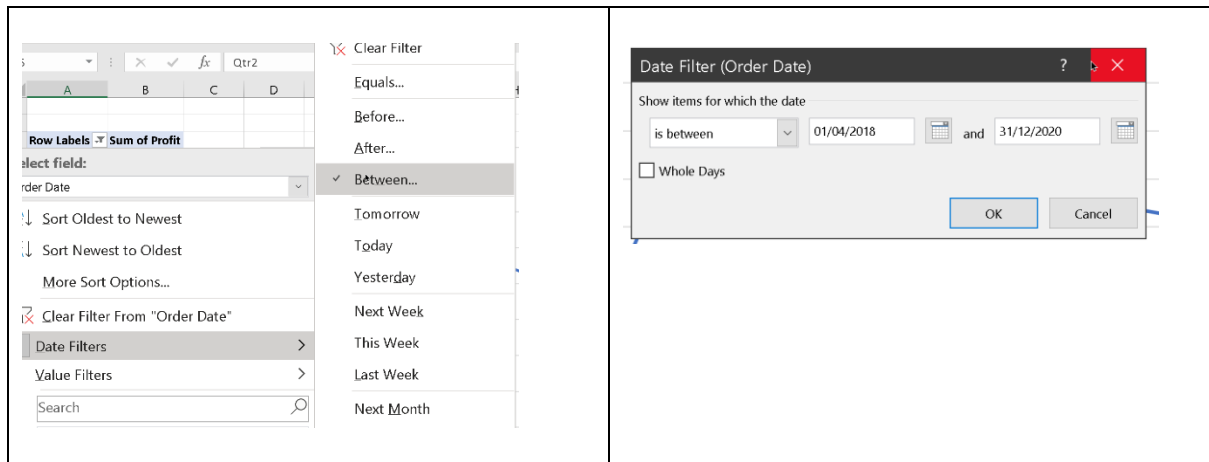 fx Qtr2
A B C D
Row Labels Sum of Profit
elect field:
rder Date
Sort Oldest to Newest
Sort Newest to Oldest
More Sort Options...
Clear Filter From "Order Date"
Date Filters
Value Filters
Search
Clear Filter
Equals...
Before...
After...
Between...
Tomorrow
Today
Yesterday
Next Week
This Week
Last Week
Next Month
Date Filter (Order Date) ?
Show items for which the date
is between 01/04/2018 and 31/12/2020
Whole Days
OK Cancel